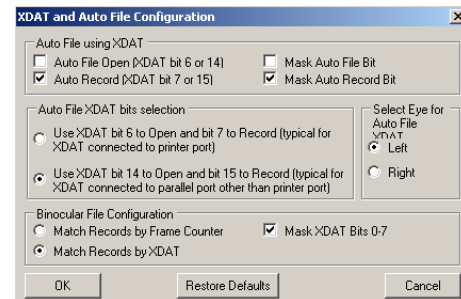 XDAT and Auto File Configuration
Auto File using XDAT
Auto File Open (XDAT bit 6 or 14)
Mask Auto File Bit
Auto Record (XDAT bit 7 or 15)
Mask Auto Record Bit
Auto File XDAT bits selection
Use XDAT bit 6 to Open and bit 7 to Record (typical for
XDAT connected to printer port)
Use XDAT bit 14 to Open and bit 15 to Record (typical for
XDAT connected to parallel port other than printer port)
Select Eye for
Auto File
XDAT
Left
Right
Binocular File Configuration
Match Records by Frame Counter
Mask XDAT Bits 0-7
Match Records by XDAT
OK
Restore Defaults
Cancel